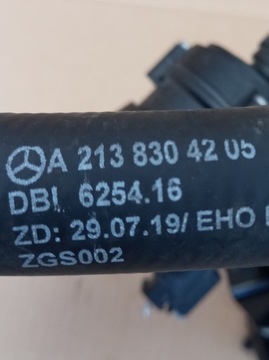 A 213 830 42 05
DBL 6254.16
ZD: 29.07.19/ EHO
ZGS002